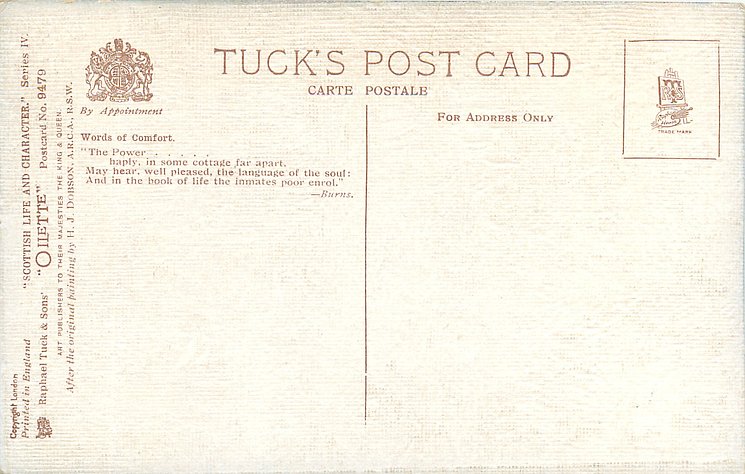 TUCK'S POST CARD
CARTE POSTALE
By Appointment
FOR ADDRESS ONLY
TRADE MARK
Words of Comfort.
"The Power . . . . . .
haply, in some cottage far apart,
May hear, well pleased, the language of the soul:
And in the book of life the inmates poor enrol."
—Burns.
Copyright London
Printed in England
"SCOTTISH LIFE AND CHARACTER." Series IV.
Raphael Tuck & Sons' "OILETTE" Postcard No. 9479
ART PUBLISHERS TO THEIR MAJESTIES THE KING & QUEEN.
After the original painting by H. J. DOBSON, A.R.C.A., R.S.W.